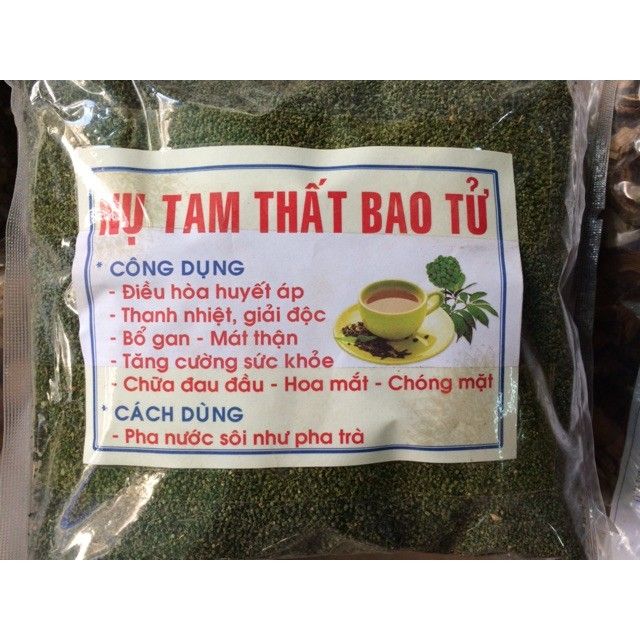 NỤ TAM THẤT BAO TỬ
* CÔNG DỤNG
- Điều hòa huyết áp
- Thanh nhiệt, giải độc
- Bổ gan - Mát thận
- Tăng cường sức khỏe
- Chữa đau đầu - Hoa mắt - Chóng mặt
* CÁCH DÙNG
- Pha nước sôi như pha trà